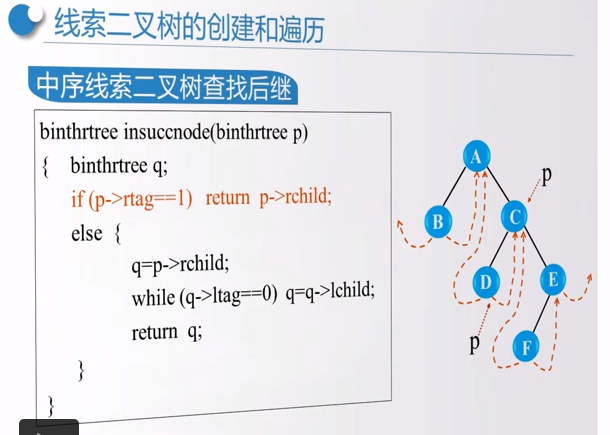 线索二叉树的创建和遍历
中序线索二叉树查找后继
binthrtree insuccnode(binthrtree p)
{ binthrtree q;
if (p->rtag==1) return p->rchild;
else {
q=p->rchild;
while (q->ltag==0) q=q->lchild;
return q;
}
}
A
p
B
C
D
E
p
F